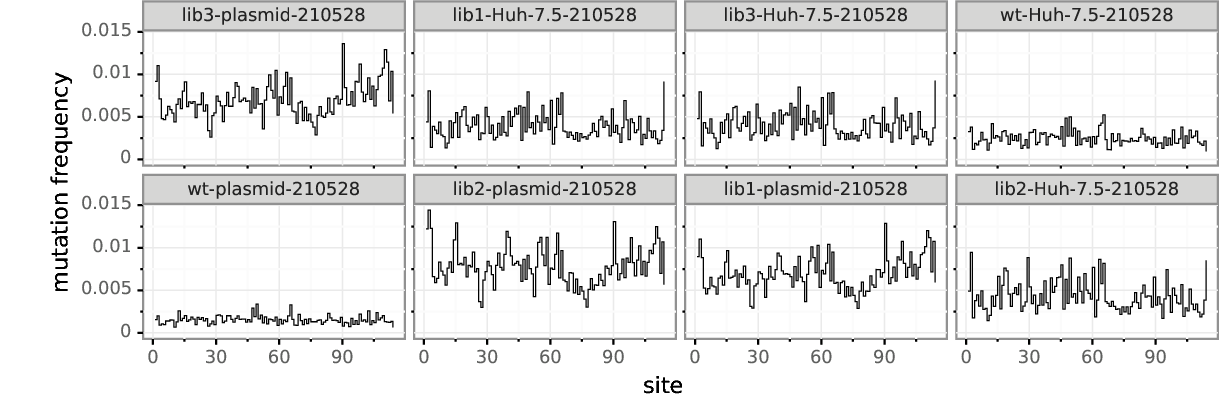 lib3-plasmid-210528 lib1-Huh-7.5-210528 lib3-Huh-7.5-210528 wt-Huh-7.5-210528
0.015
0.01
0.005
0
mutation frequency
wt-plasmid-210528 lib2-plasmid-210528 lib1-plasmid-210528 lib2-Huh-7.5-210528
0.015
0.01
0.005
0
0 30 60 90 0 30 60 90 0 30 60 90 0 30 60 90
site